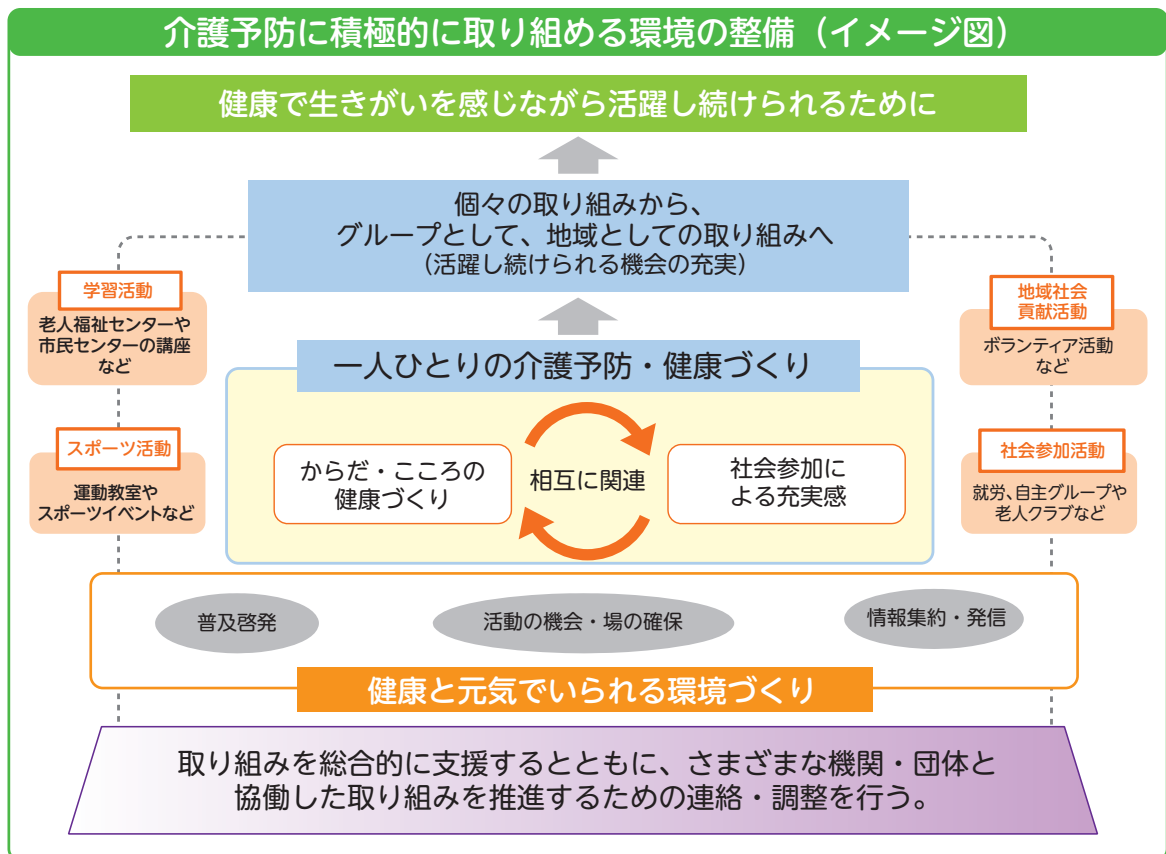 介護予防に積極的に取り組める環境の整備（イメージ図）
健康で生きがいを感じながら活躍し続けられるために
個々の取り組みから、
グループとして、地域としての取り組みへ
（活躍し続けられる機会の充実）
学習活動
老人福祉センターや
市民センターの講座
など
スポーツ活動
運動教室や
スポーツイベントなど
地域社会
貢献活動
ボランティア活動
など
社会参加活動
就労、自主グループや
老人クラブなど
一人ひとりの介護予防・健康づくり
からだ・こころの
健康づくり
相互に関連
社会参加に
よる充実感
普及啓発
活動の機会・場の確保
情報集約・発信
健康と元気でいられる環境づくり
取り組みを総合的に支援するとともに、さまざまな機関・団体と
協働した取り組みを推進するための連絡・調整を行う。